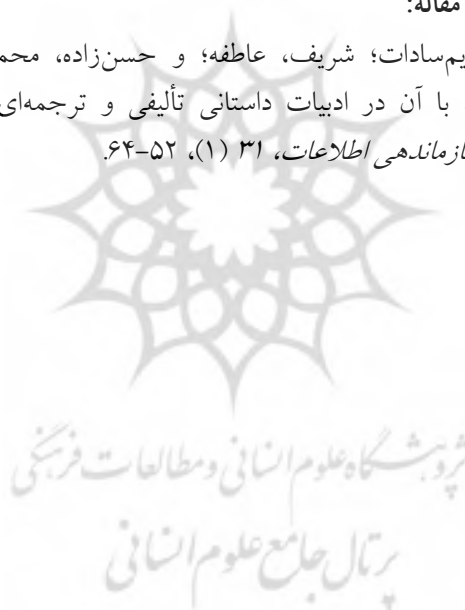 مقاله:
یم‌سادات؛ شریف، عاطفه؛ و حسن‌زاده، محم
با آن در ادبیات داستانی تألیفی و ترجمه‌ای
ازماندهی اطلاعات، ۳۱ (۱)، ۵۲-۶۴.
پژوهشگاه علوم انسانی و مطالعات فرهنگی
پرتال جامع علوم انسانی